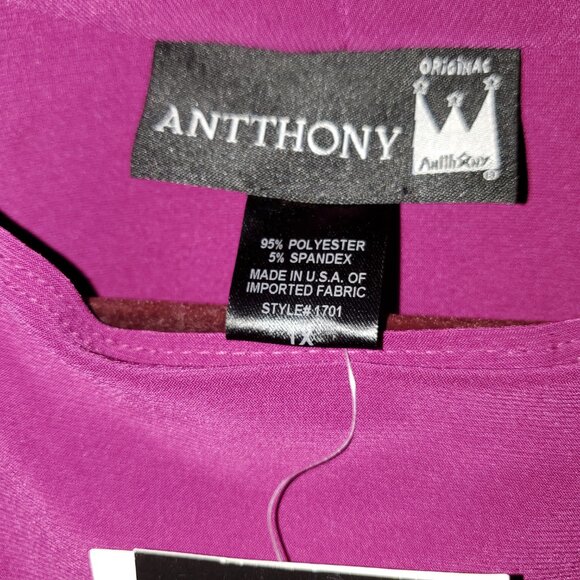 ANTTHONY
ORIGINAL
Antthony
®
95% POLYESTER
5% SPANDEX
MADE IN U.S.A. OF
IMPORTED FABRIC
STYLE# 1701
1X